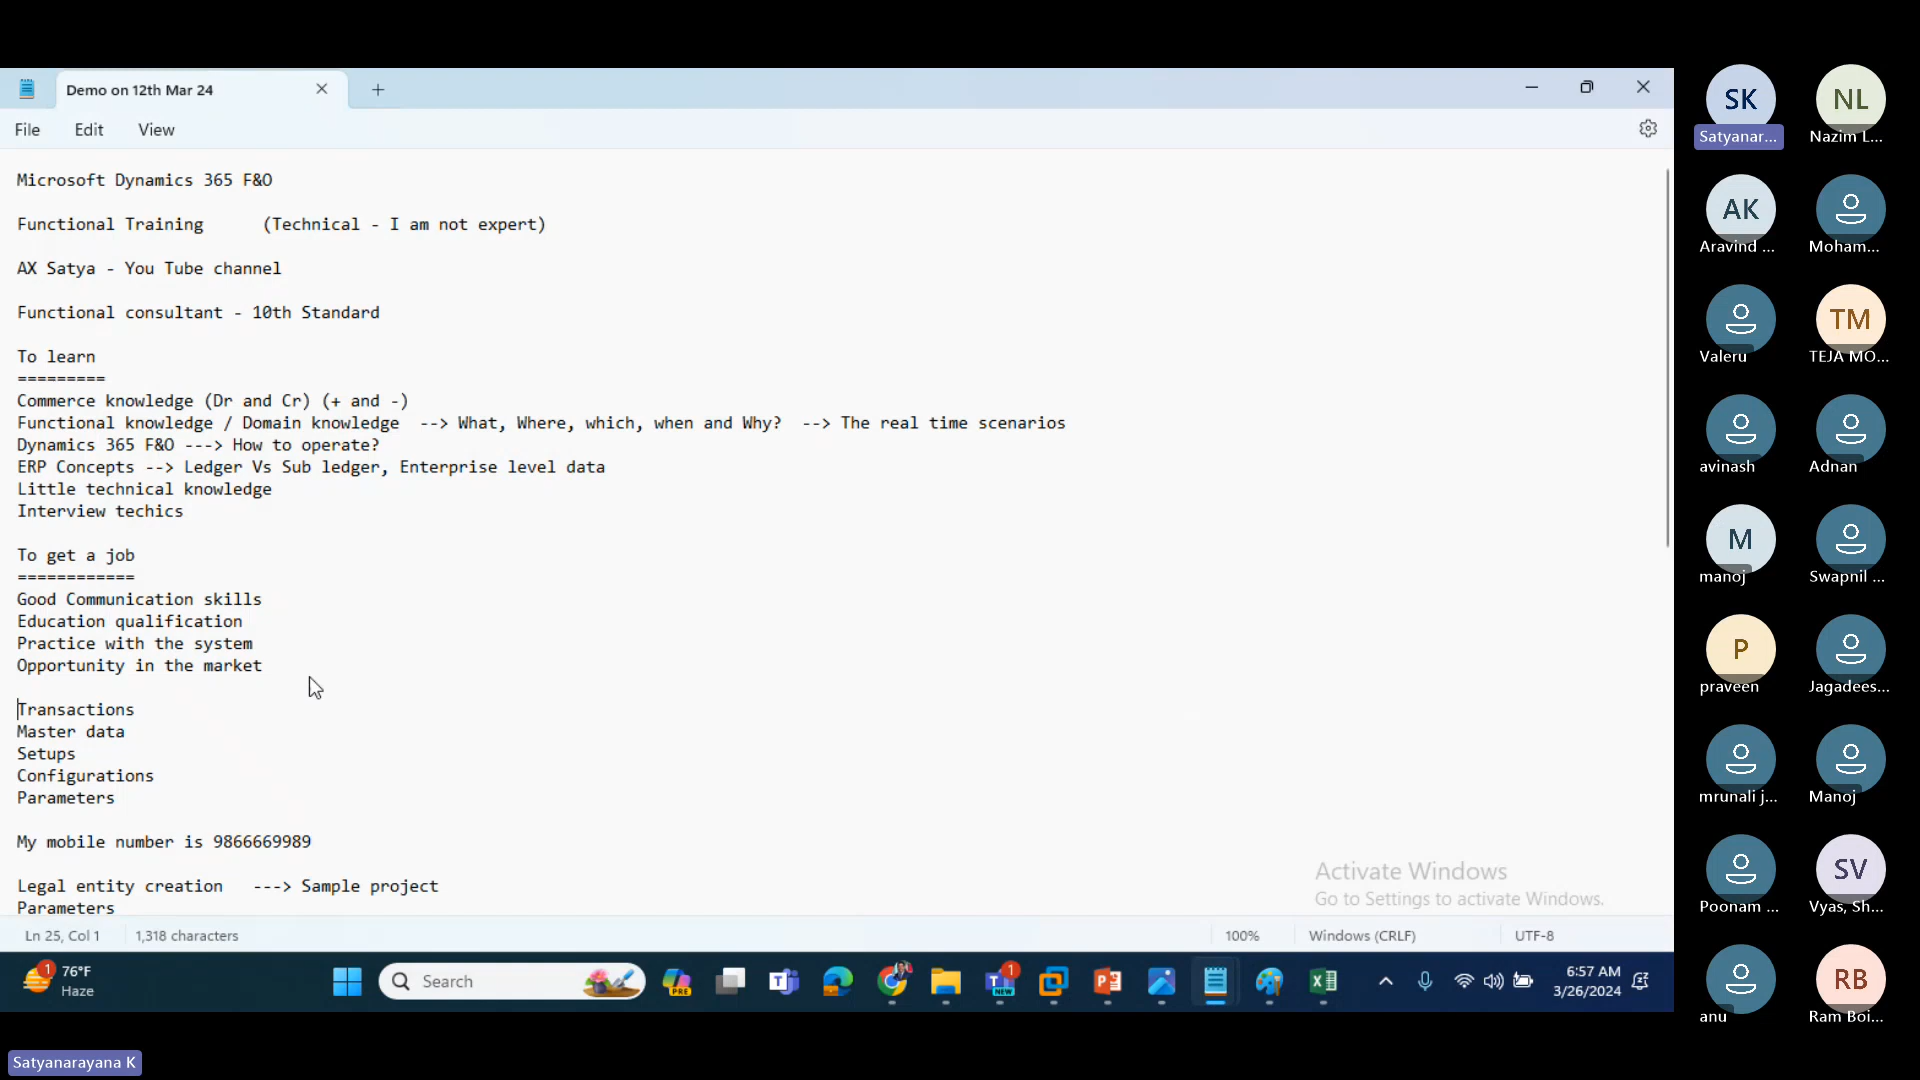 Demo on 12th Mar 24
File Edit View
Microsoft Dynamics 365 F&O
Functional Training (Technical - I am not expert)
AX Satya - You Tube channel
Functional consultant - 10th Standard
To learn
=========
Commerce knowledge (Dr and Cr) (+ and -)
Functional knowledge / Domain knowledge --> What, Where, which, when and Why? --> The real time scenarios
Dynamics 365 F&O ---> How to operate?
ERP Concepts --> Ledger Vs Sub ledger, Enterprise level data
Little technical knowledge
Interview techics
To get a job
============
Good Communication skills
Education qualification
Practice with the system
Opportunity in the market
Transactions
Master data
Setups
Configurations
Parameters
My mobile number is 9866669989
Legal entity creation ---> Sample project
Parameters
Activate Windows
Go to Settings to activate Windows.
Ln 25, Col 1 1,318 characters 100% Windows (CRLF) UTF-8
1 76°F
Haze
Search
PRE
1
NEW
6:57 AM
3/26/2024
Satyanarayana K
SK NL
Satyanar... Nazim L...
AK
Aravind ... Moham...
TM
Valeru TEJA MO...
avinash Adnan
M
manoj Swapnil ...
P
praveen Jagadees...
mrunali j... Manoj
SV
Poonam ... Vyas, Sh...
RB
anu Ram Boi...